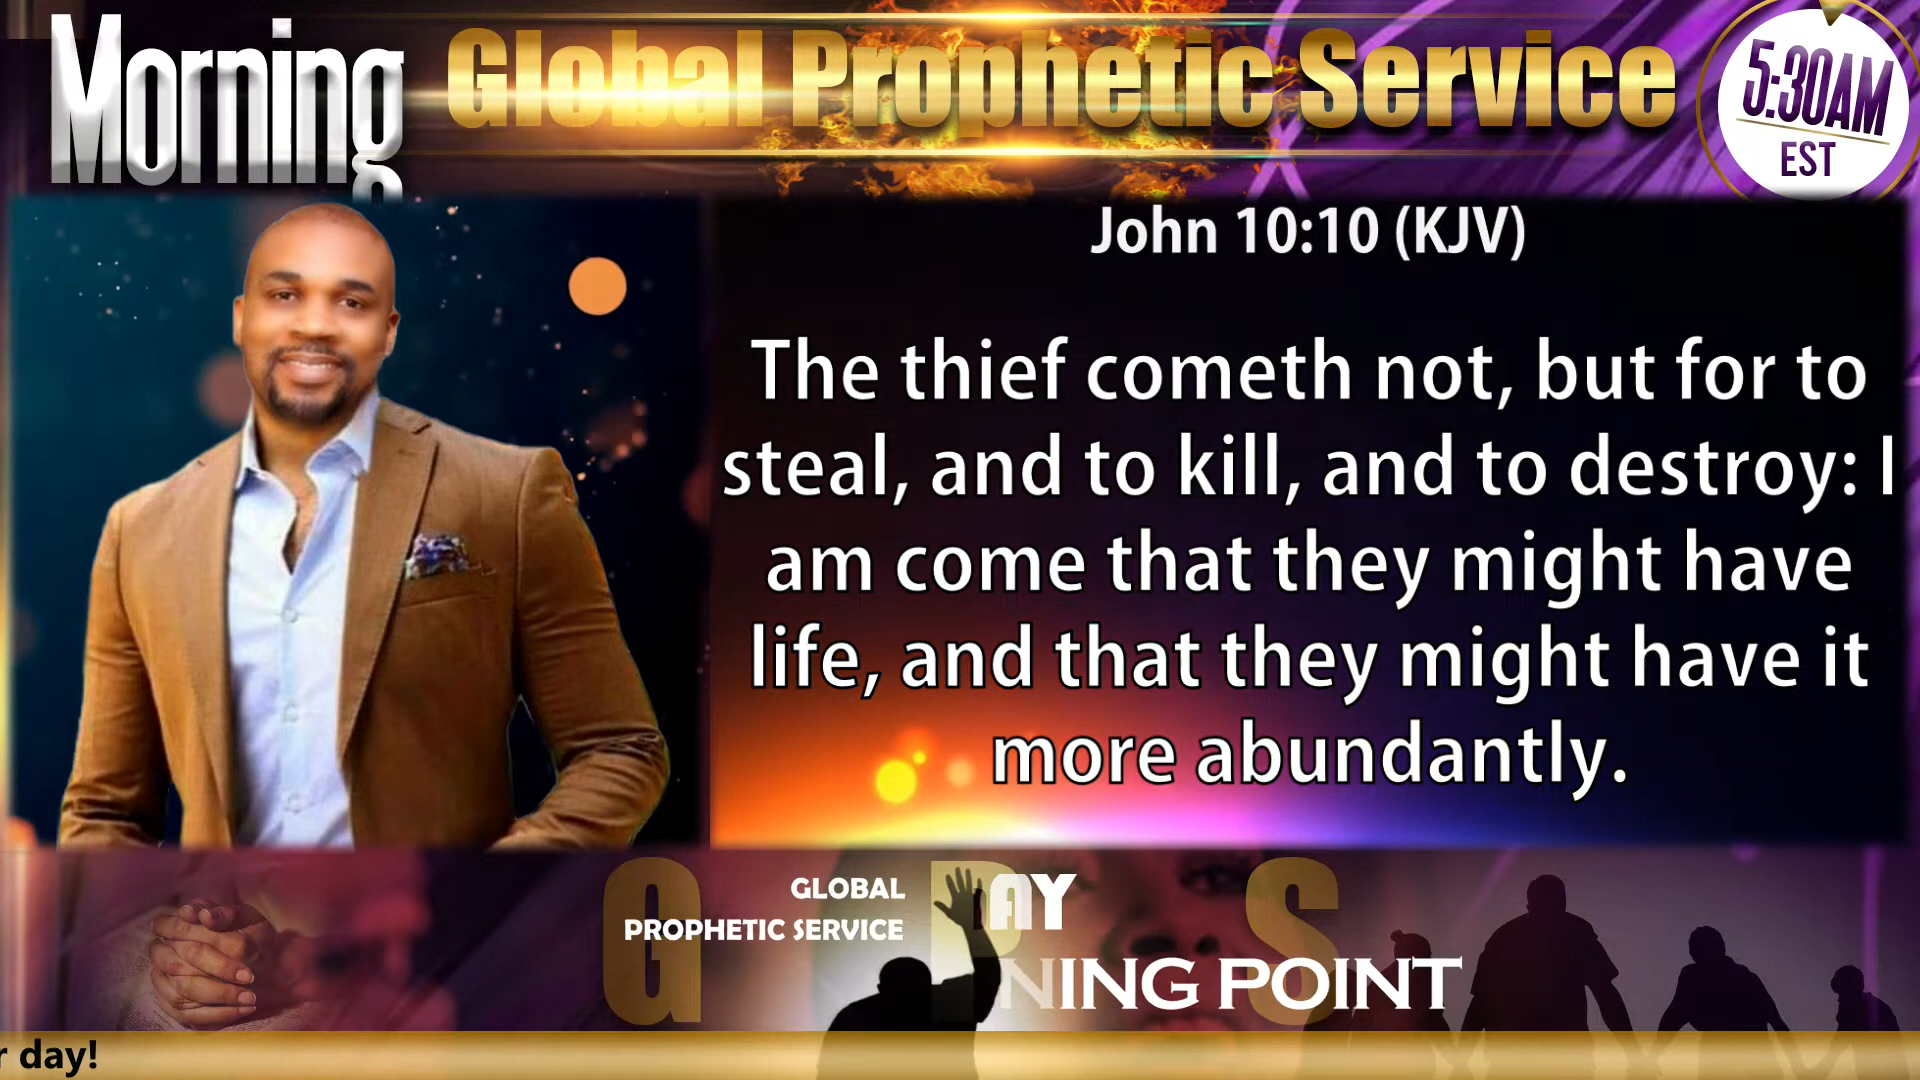 Morning
Global Prophetic Service
5:30AM
EST
John 10:10 (KJV)
The thief cometh not, but for to
steal, and to kill, and to destroy: I
am come that they might have
life, and that they might have it
more abundantly.
G P S
GLOBAL
PROPHETIC SERVICE
AY
NING POINT
r day!